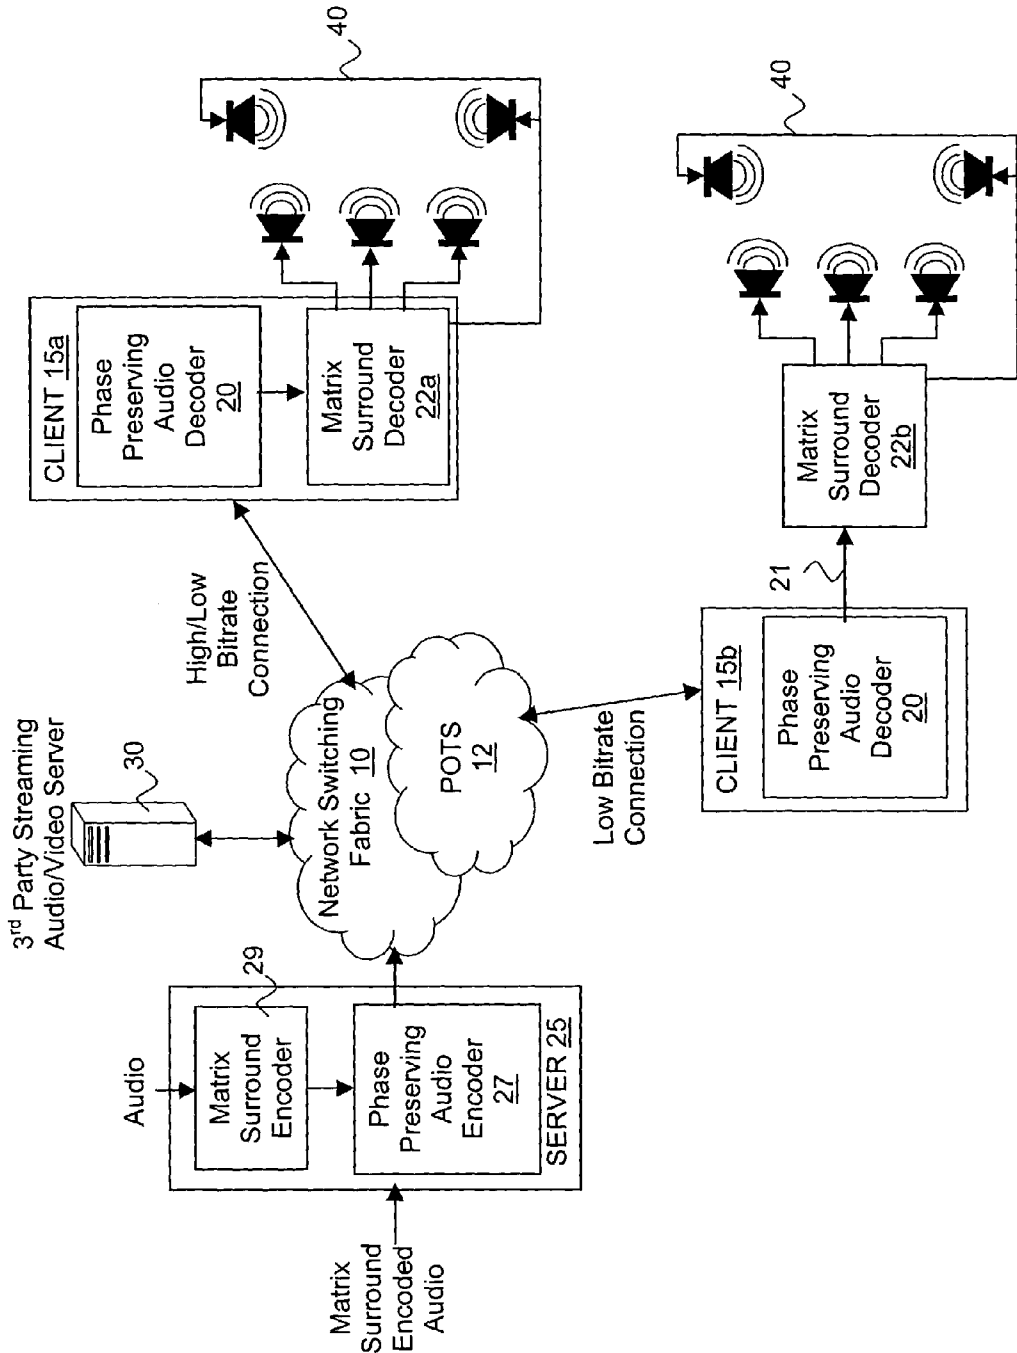 3rd Party Streaming
Audio/Video Server
30
Audio
Matrix
Surround
Encoder
29
Phase
Preserving
Audio
Encoder
27
SERVER 25
Matrix
Surround
Encoded
Audio
Network Switching
Fabric 10
POTS
12
High/Low
Bitrate
Connection
Low Bitrate
Connection
CLIENT 15a
Phase
Preserving
Audio
Decoder
20
Matrix
Surround
Decoder
22a
40
CLIENT 15b
Phase
Preserving
Audio
Decoder
20
21
Matrix
Surround
Decoder
22b
40